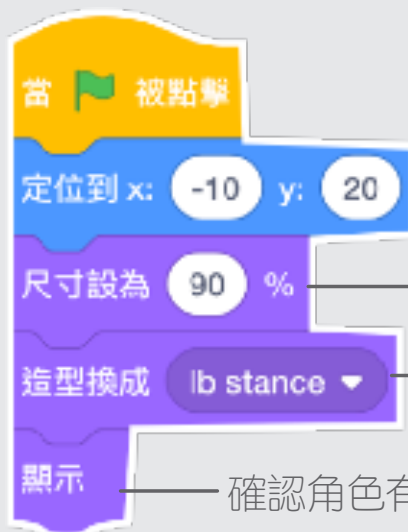 當 被點擊
定位到 x: -10 y: 20
尺寸設為 90 %
造型換成 lb stance
顯示
確認角色有